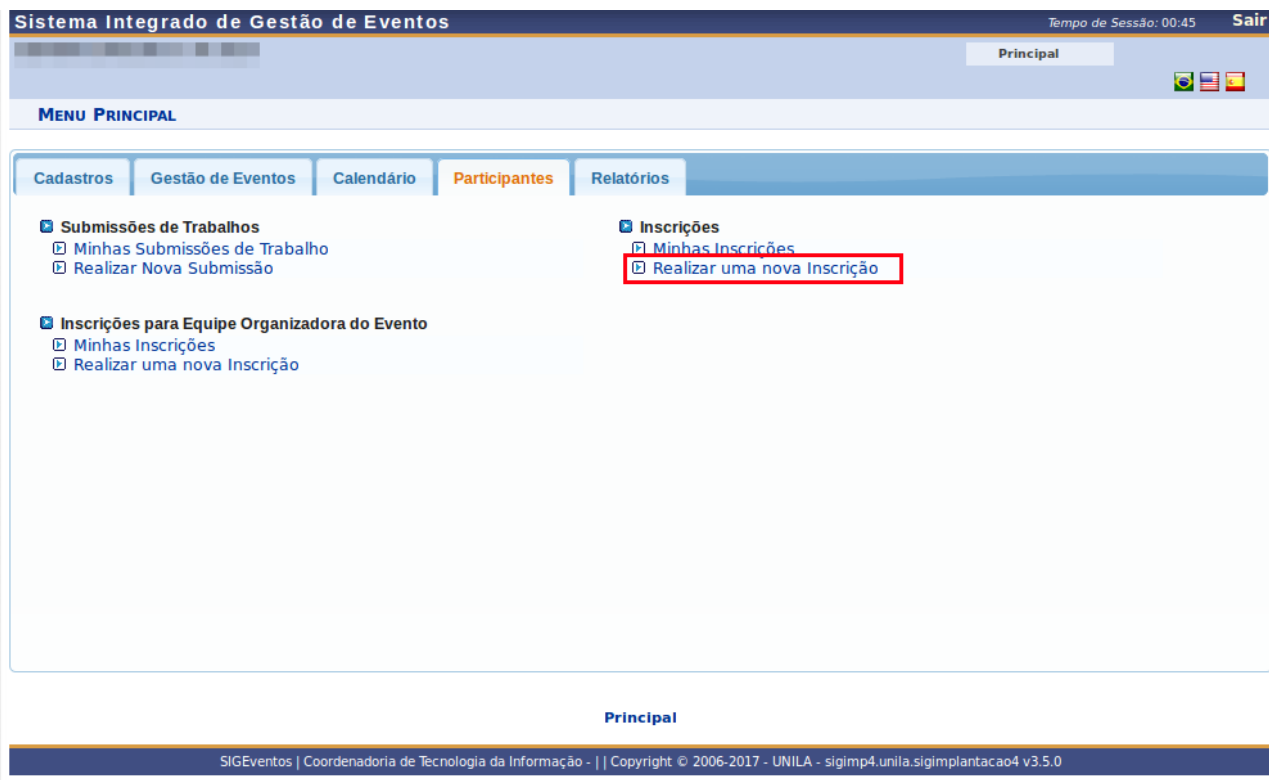 Sistema Integrado de Gestão de Eventos
Tempo de Sessão: 00:45
Sair
Principal
MENU PRINCIPAL
Cadastros
Gestão de Eventos
Calendário
Participantes
Relatórios
Submissões de Trabalhos
Minhas Submissões de Trabalho
Realizar Nova Submissão
Inscrições
Minhas Inscrições
Realizar uma nova Inscrição
Inscrições para Equipe Organizadora do Evento
Minhas Inscrições
Realizar uma nova Inscrição
Principal
SIGEventos | Coordenadoria de Tecnologia da Informação - | | Copyright © 2006-2017 - UNILA - sigimp4.unila.sigimplantacao4 v3.5.0